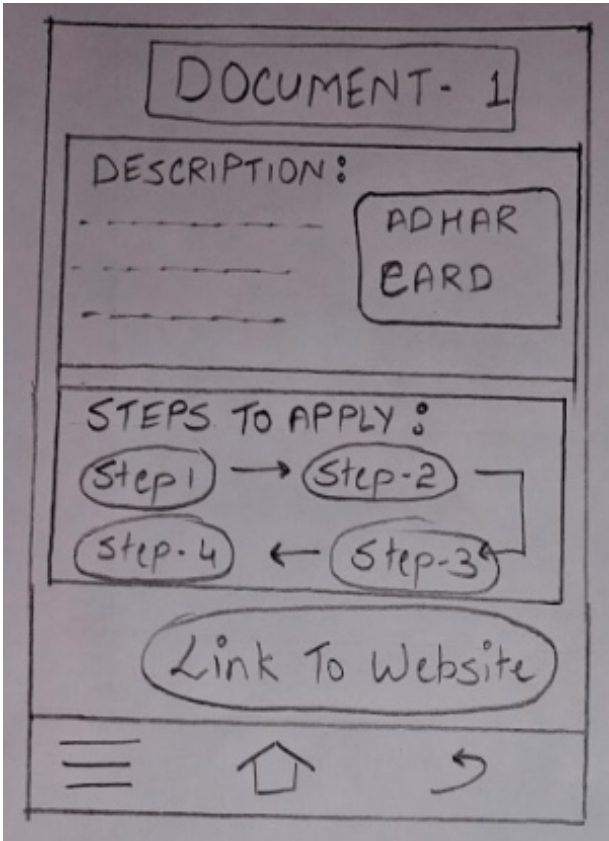 DOCUMENT - 1
DESCRIPTION:
ADHAR
CARD
STEPS TO APPLY:
Step 1
Step-2
Step-3
Step-4
Link To Website